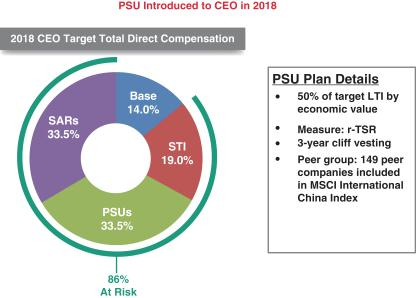 PSU Introduced to CEO in 2018
2018 CEO Target Total Direct Compensation
Base
14.0%
STI
19.0%
PSUs
33.5%
SARs
33.5%
86%
At Risk
PSU Plan Details
• 50% of target LTI by
economic value
• Measure: r-TSR
• 3-year cliff vesting
• Peer group: 149 peer
companies included
in MSCI International
China Index